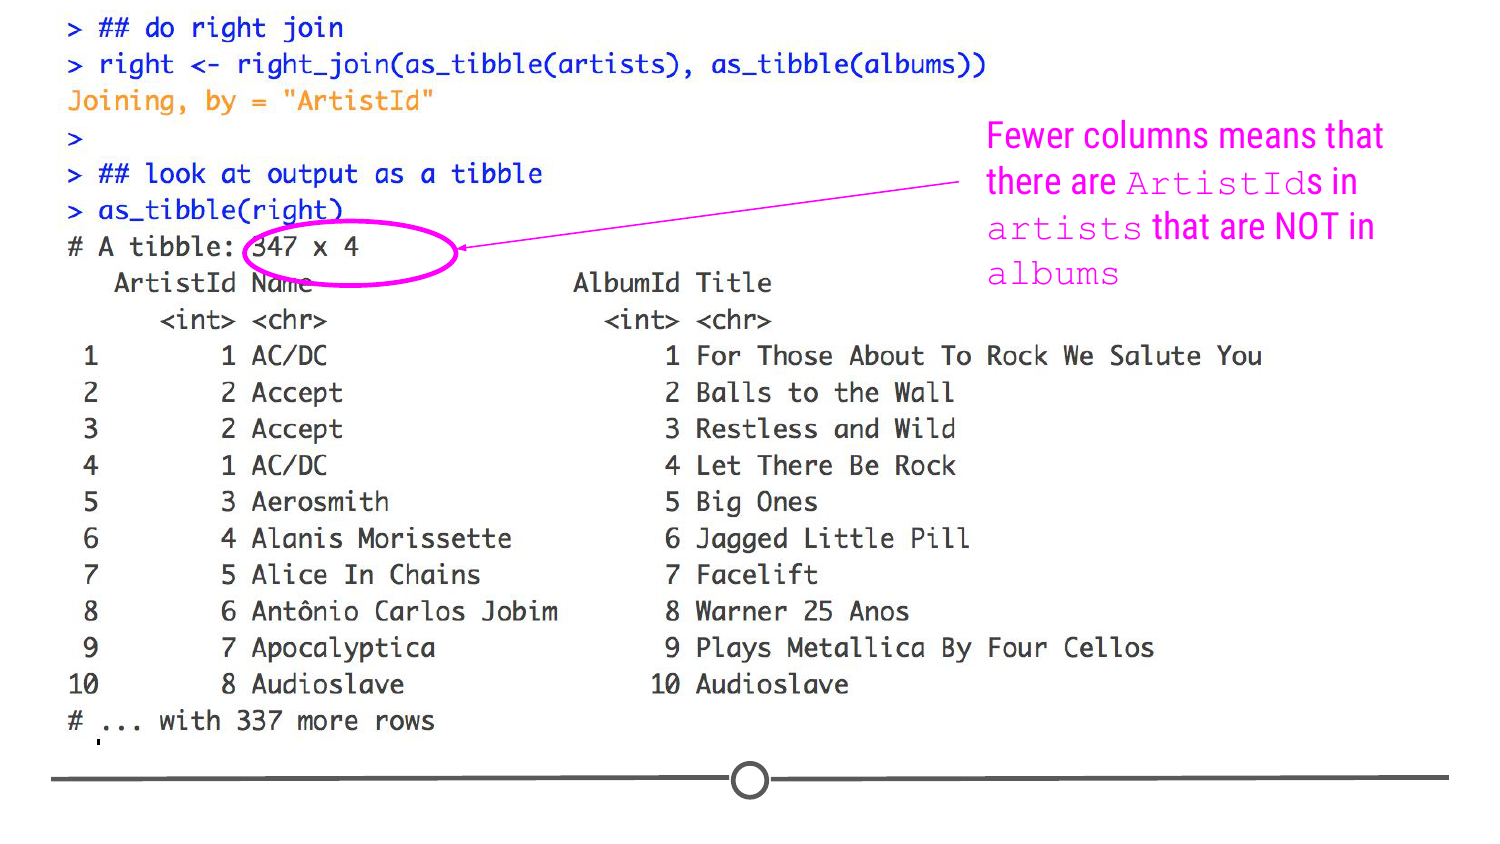 > ## do right join
> right <- right_join(as_tibble(artists), as_tibble(albums))
Joining, by = "ArtistId"
>
> ## look at output as a tibble
> as_tibble(right)
# A tibble: 347 x 4
   ArtistId Name                 AlbumId Title
      <int> <chr>                  <int> <chr>
 1        1 AC/DC                      1 For Those About To Rock We Salute You
 2        2 Accept                     2 Balls to the Wall
 3        2 Accept                     3 Restless and Wild
 4        1 AC/DC                      4 Let There Be Rock
 5        3 Aerosmith                  5 Big Ones
 6        4 Alanis Morissette          6 Jagged Little Pill
 7        5 Alice In Chains            7 Facelift
 8        6 Antônio Carlos Jobim       8 Warner 25 Anos
 9        7 Apocalyptica               9 Plays Metallica By Four Cellos
10        8 Audioslave                10 Audioslave
# ... with 337 more rows
Fewer columns means that
there are ArtistIds in
artists that are NOT in
albums